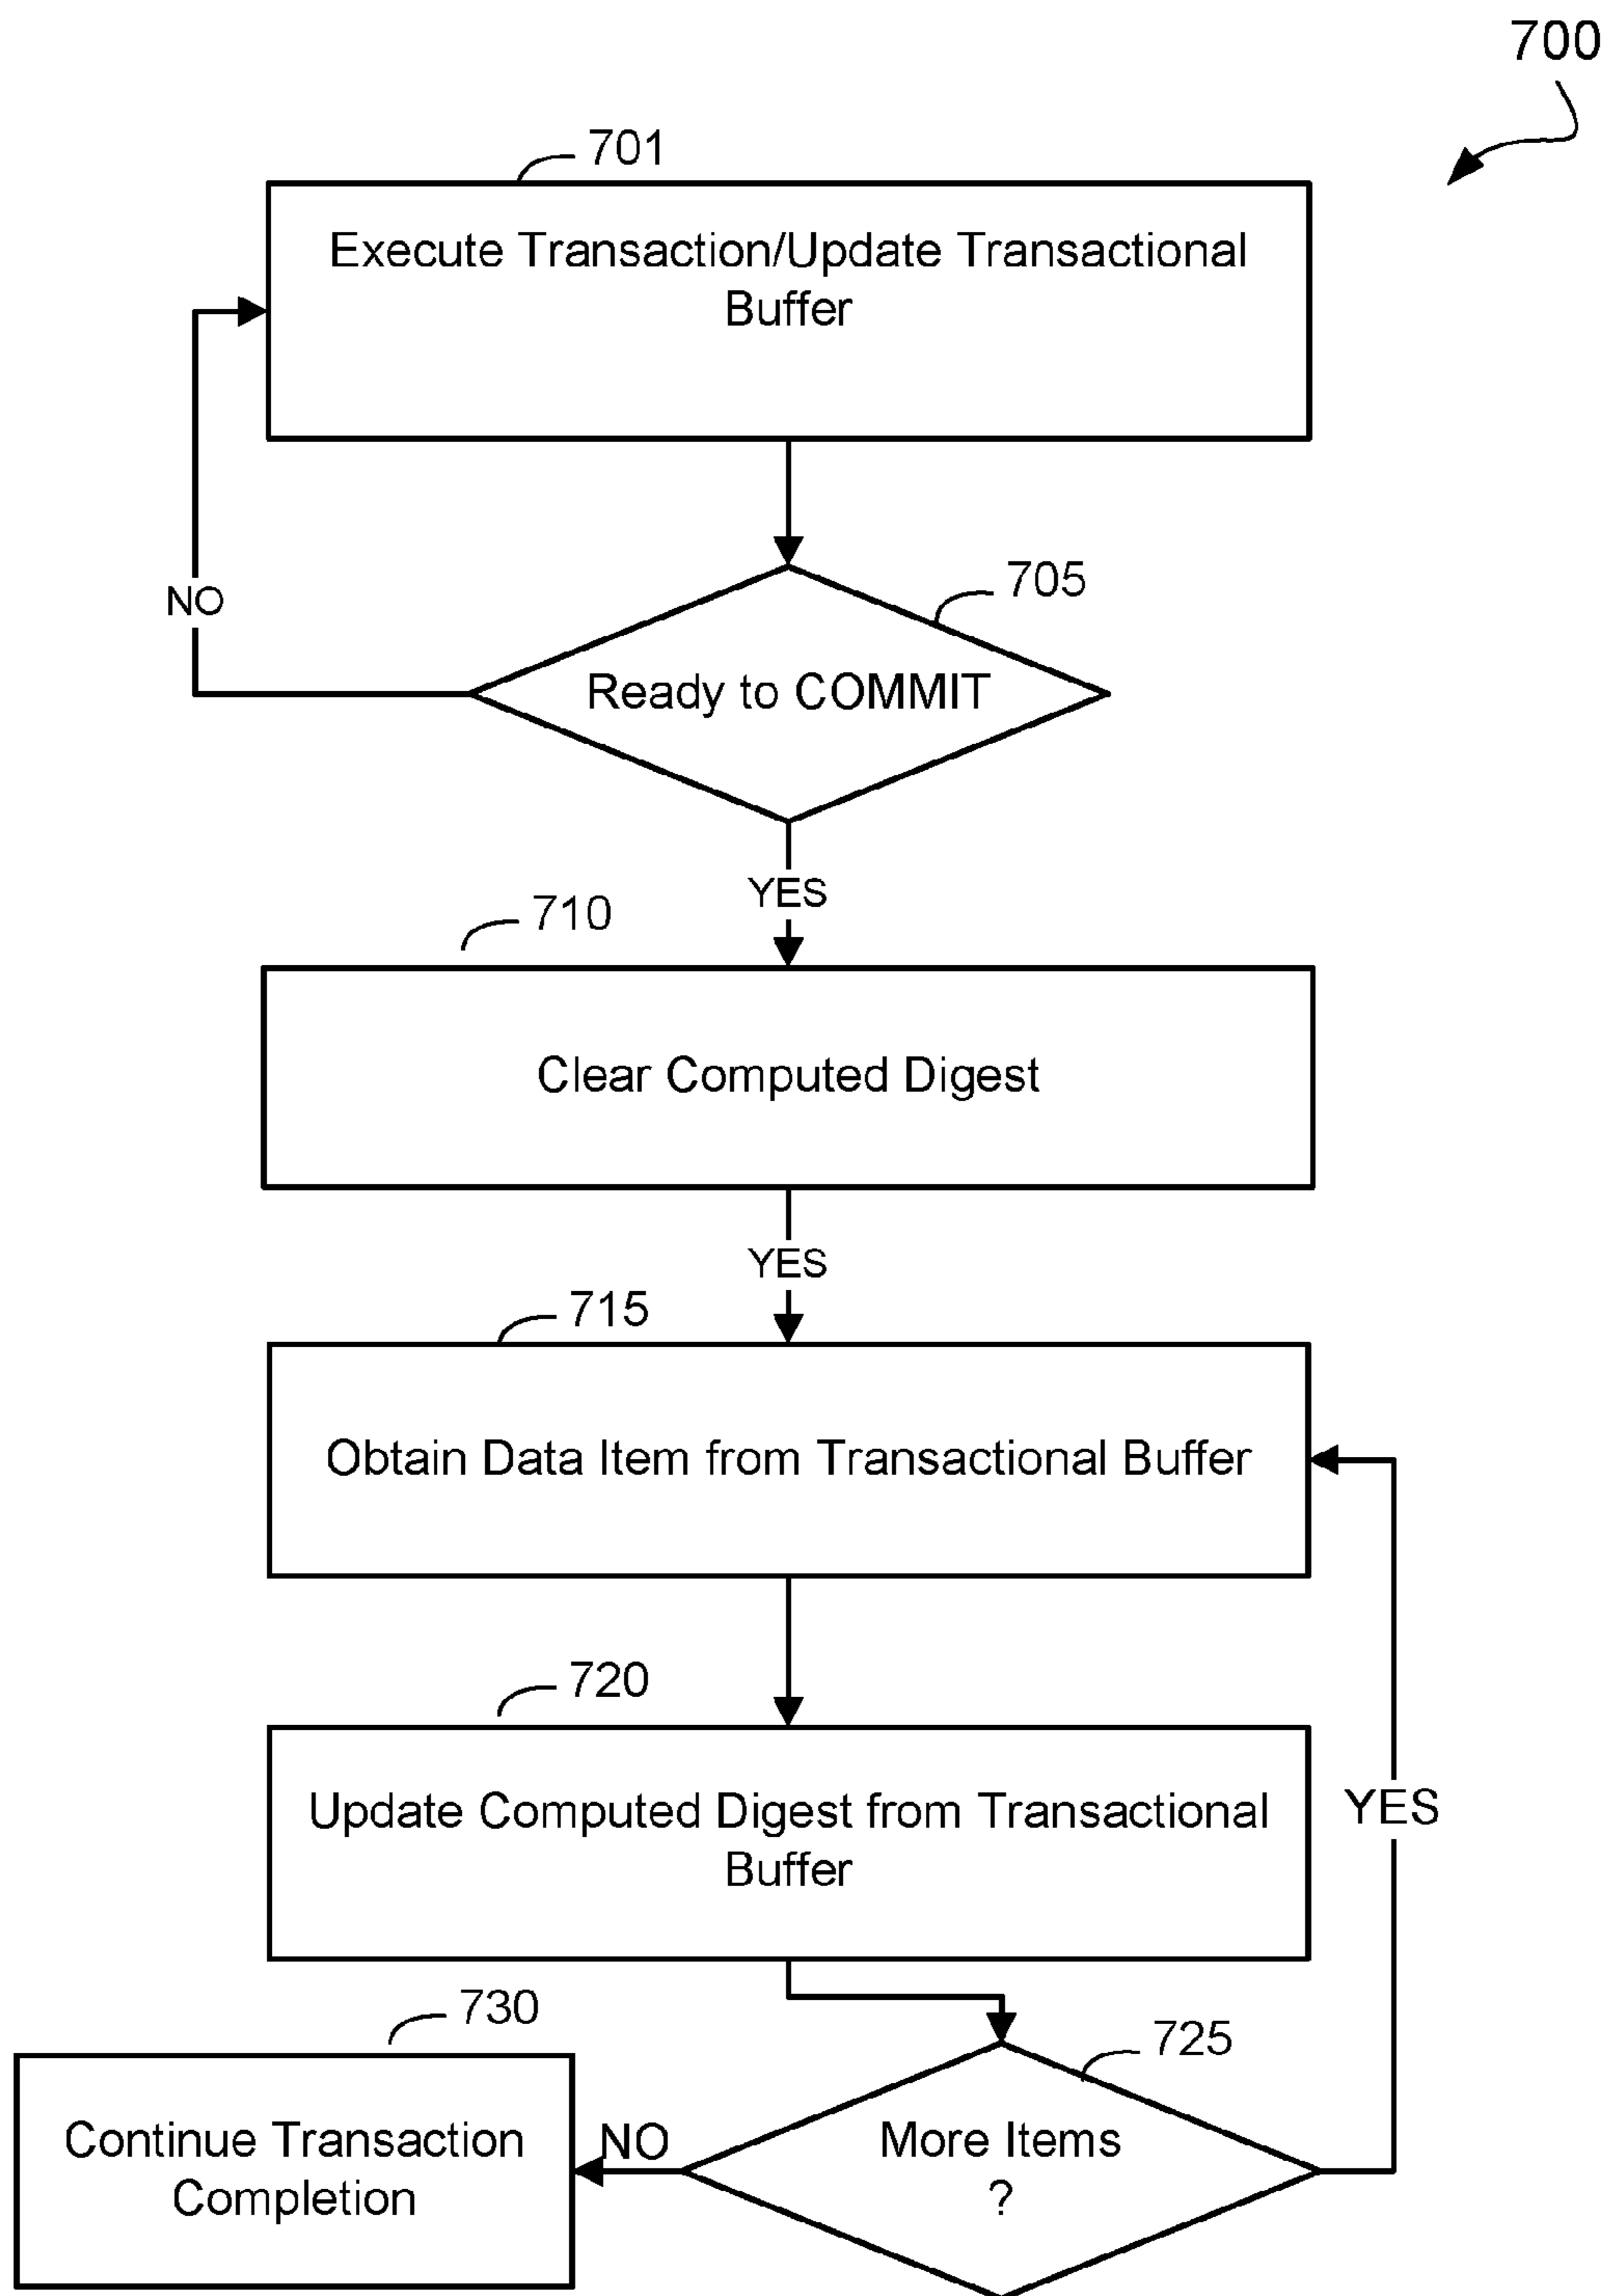 700
701
Execute Transaction/Update Transactional
Buffer
705
NO
Ready to COMMIT
YES
710
Clear Computed Digest
YES
715
Obtain Data Item from Transactional Buffer
720
Update Computed Digest from Transactional
Buffer
YES
730
725
Continue Transaction
Completion
NO
More Items
?